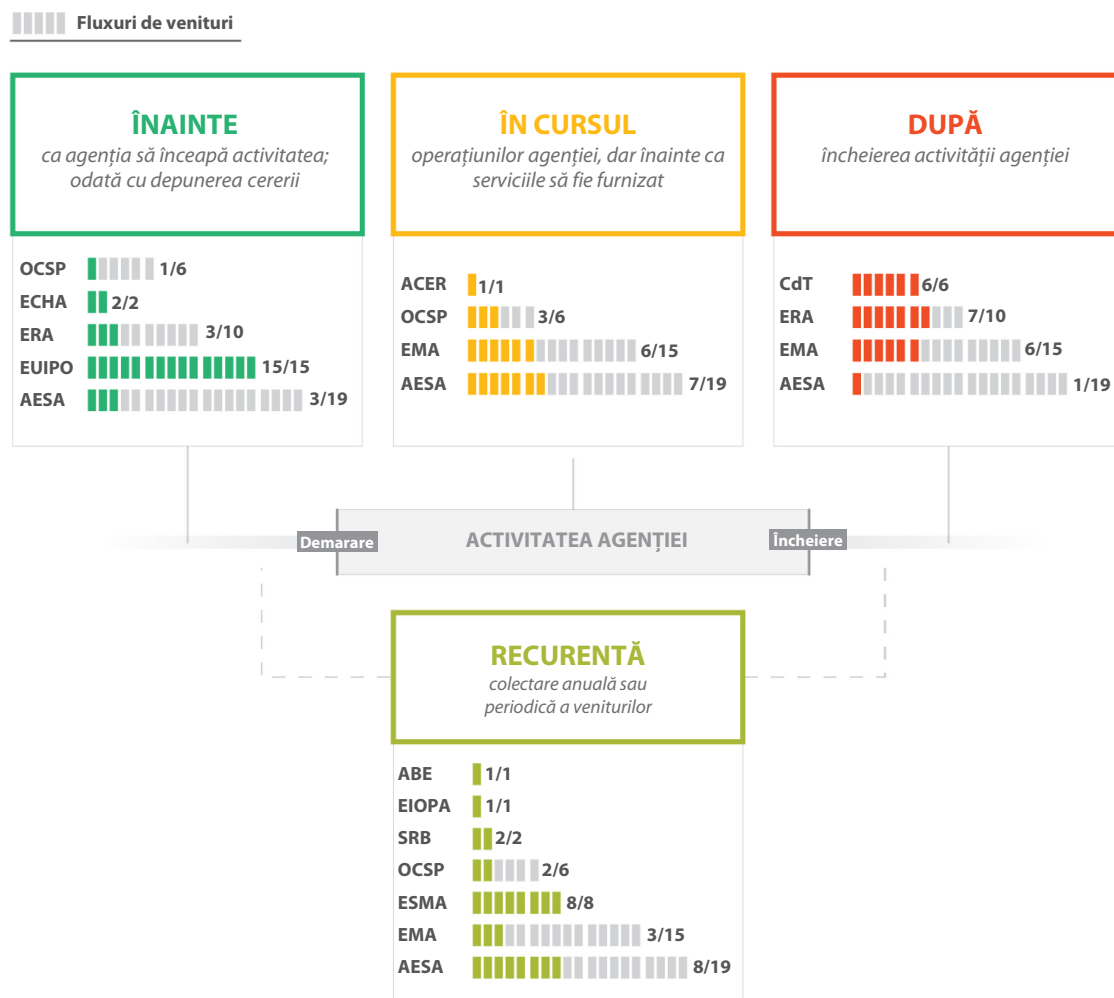 Fluxuri de venituri
ÎNAINTE
ca agenția să înceapă activitatea;
odată cu depunerea cererii
OCSP 1/6
ECHA 2/2
ERA 3/10
EUIPO 15/15
AESA 3/19
ÎN CURSUL
operațiunilor agenției, dar înainte ca
serviciile să fie furnizat
ACER 1/1
OCSP 3/6
EMA 6/15
AESA 7/19
DUPĂ
încheierea activității agenției
CdT 6/6
ERA 7/10
EMA 6/15
AESA 1/19
Demarare
ACTIVITATEA AGENȚIEI
Încheiere
RECURENTĂ
colectare anuală sau
periodică a veniturilor
ABE 1/1
EIOPA 1/1
SRB 2/2
OCSP 2/6
ESMA 8/8
EMA 3/15
AESA 8/19